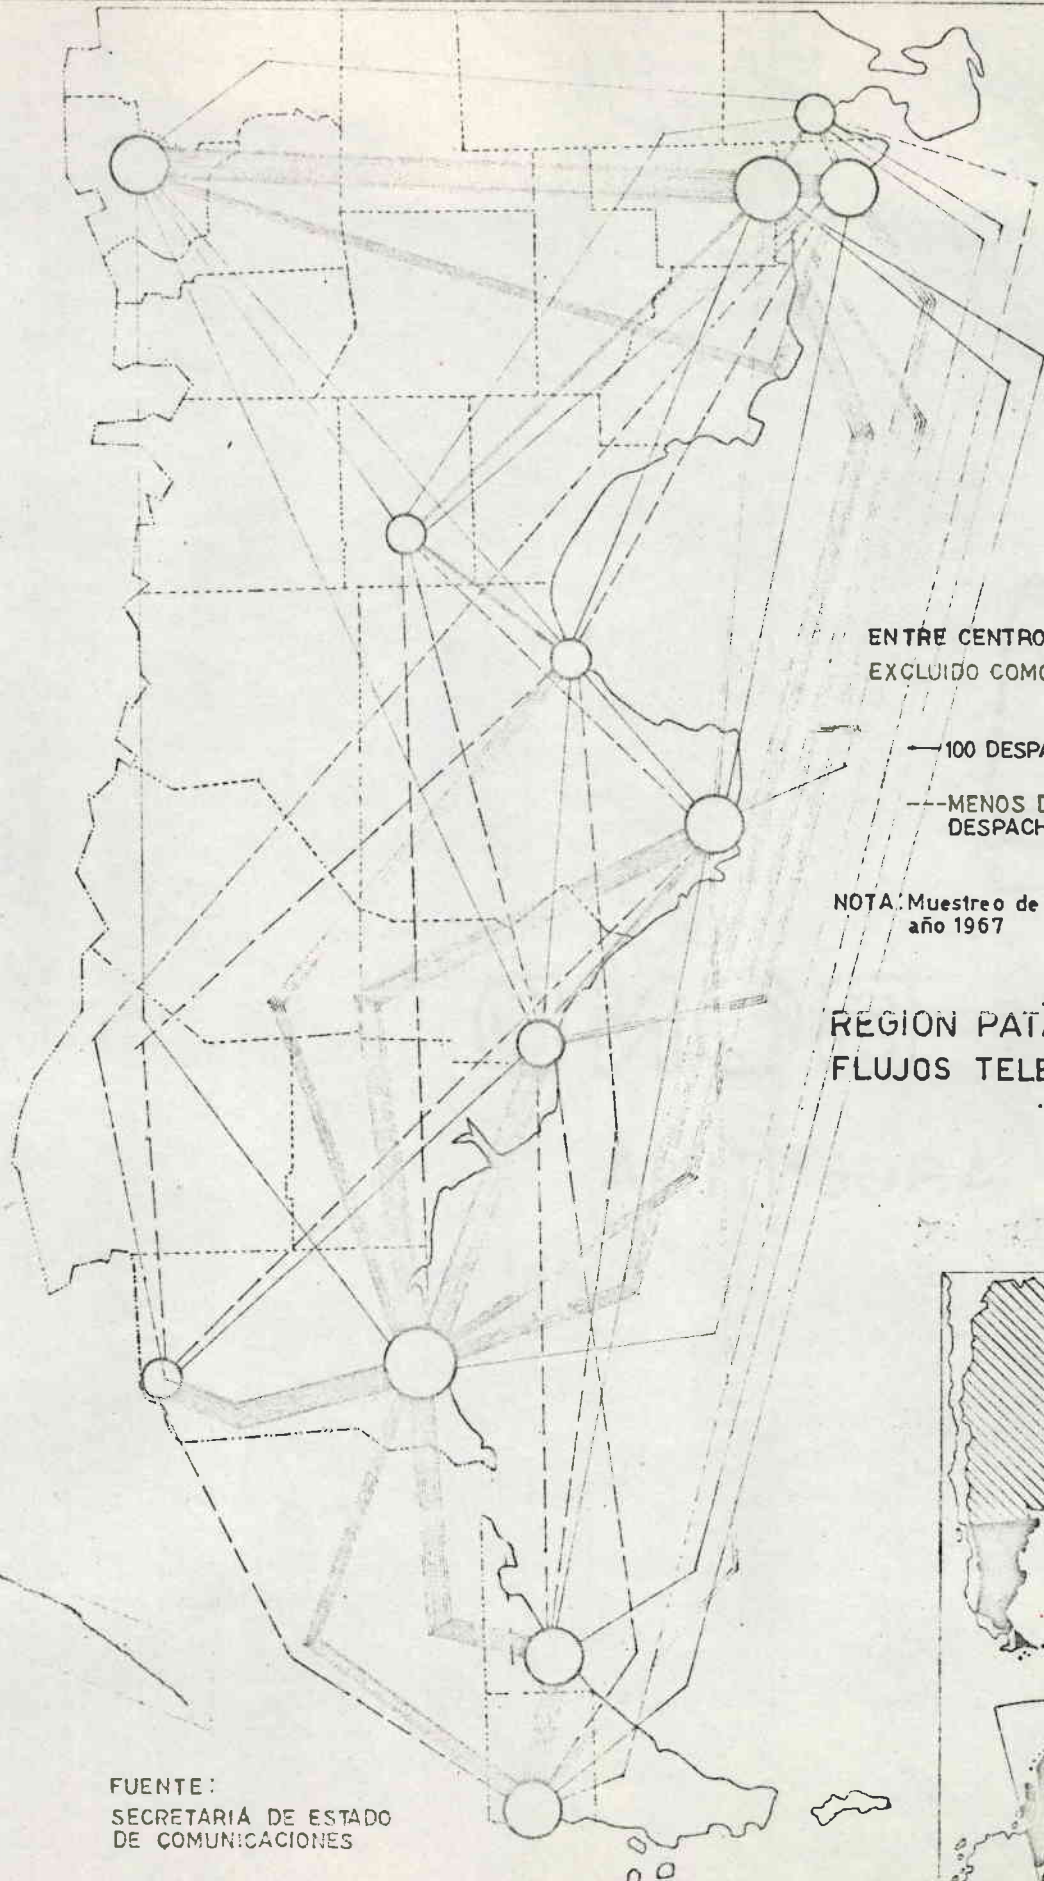 ENTRE CENTRO
EXCLUIDO COMO
100 DESPA
---MENOS D
DESPACH
NOTA: Muestreo de
año 1967
REGION PATA
FLUJOS TELE
FUENTE:
SECRETARIA DE ESTADO
DE COMUNICACIONES